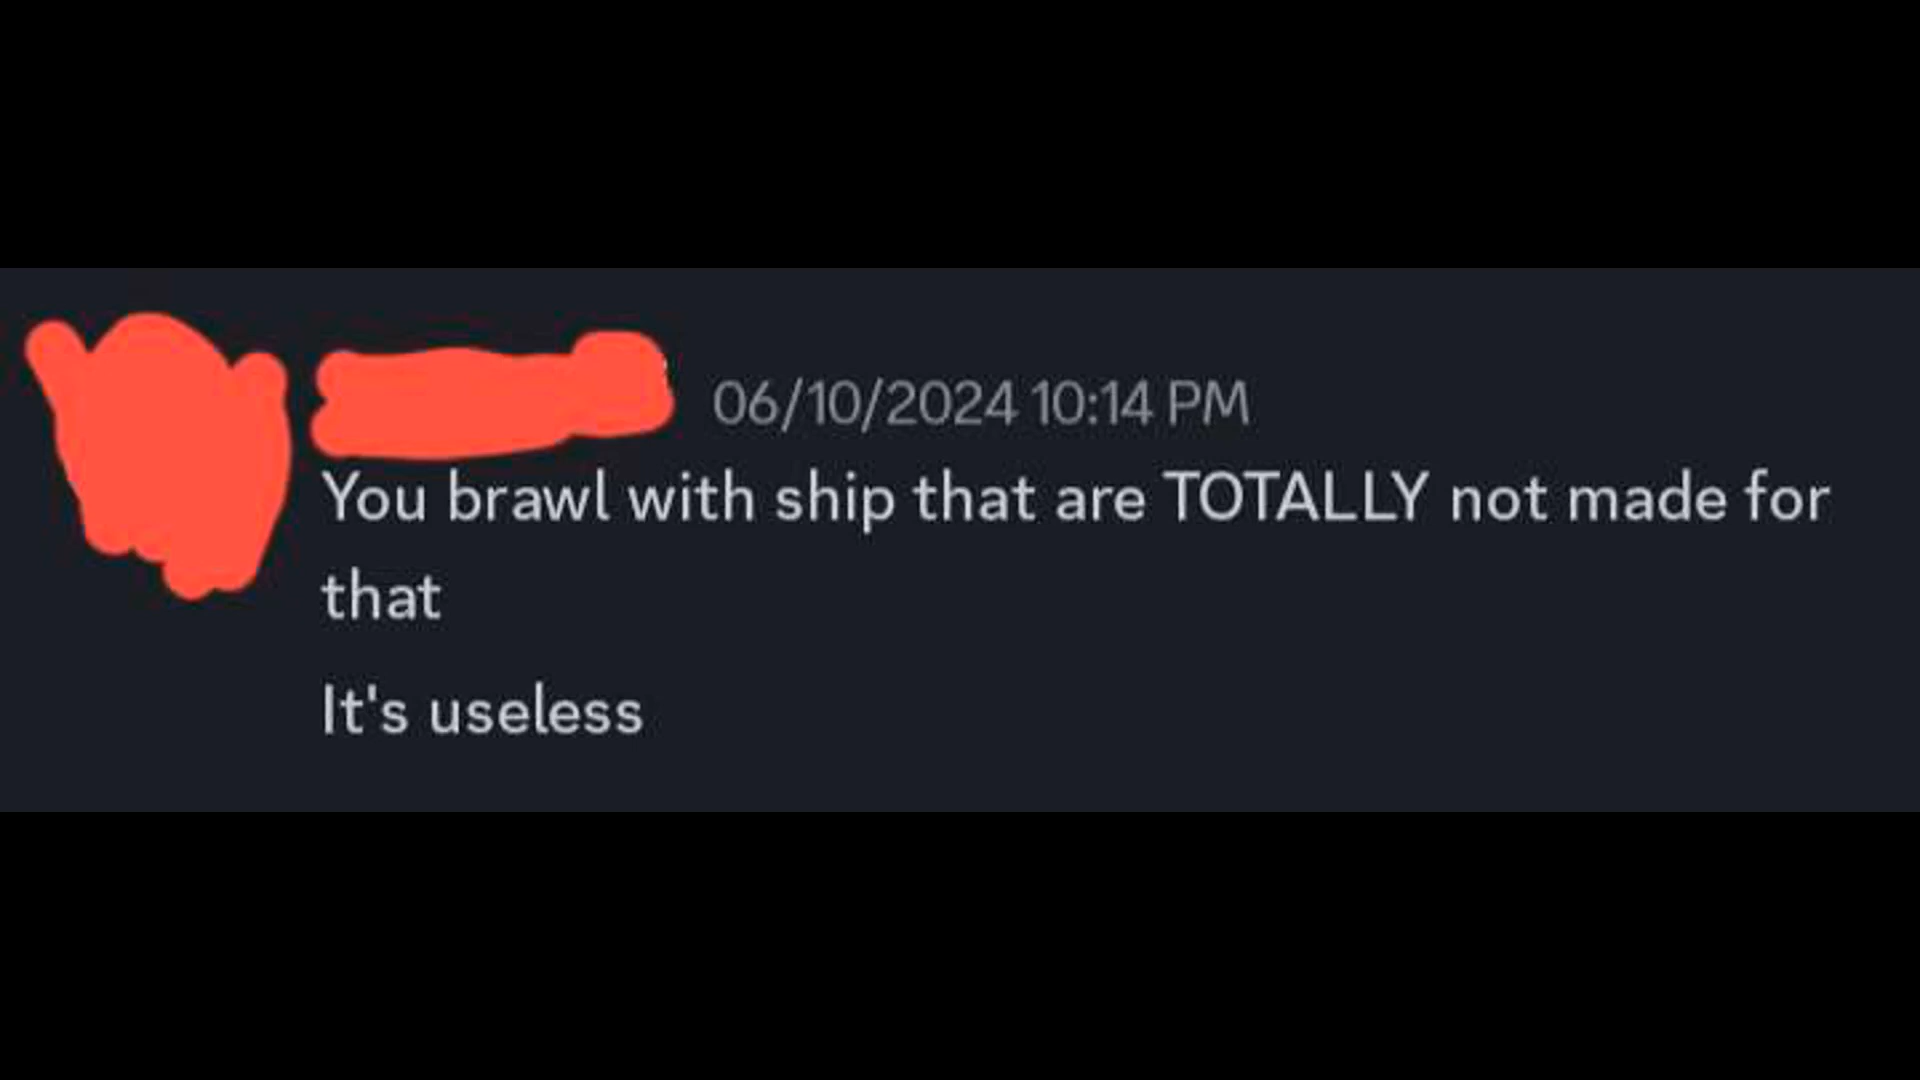 06/10/2024 10:14 PM
You brawl with ship that are TOTALLY not made for
that
It's useless